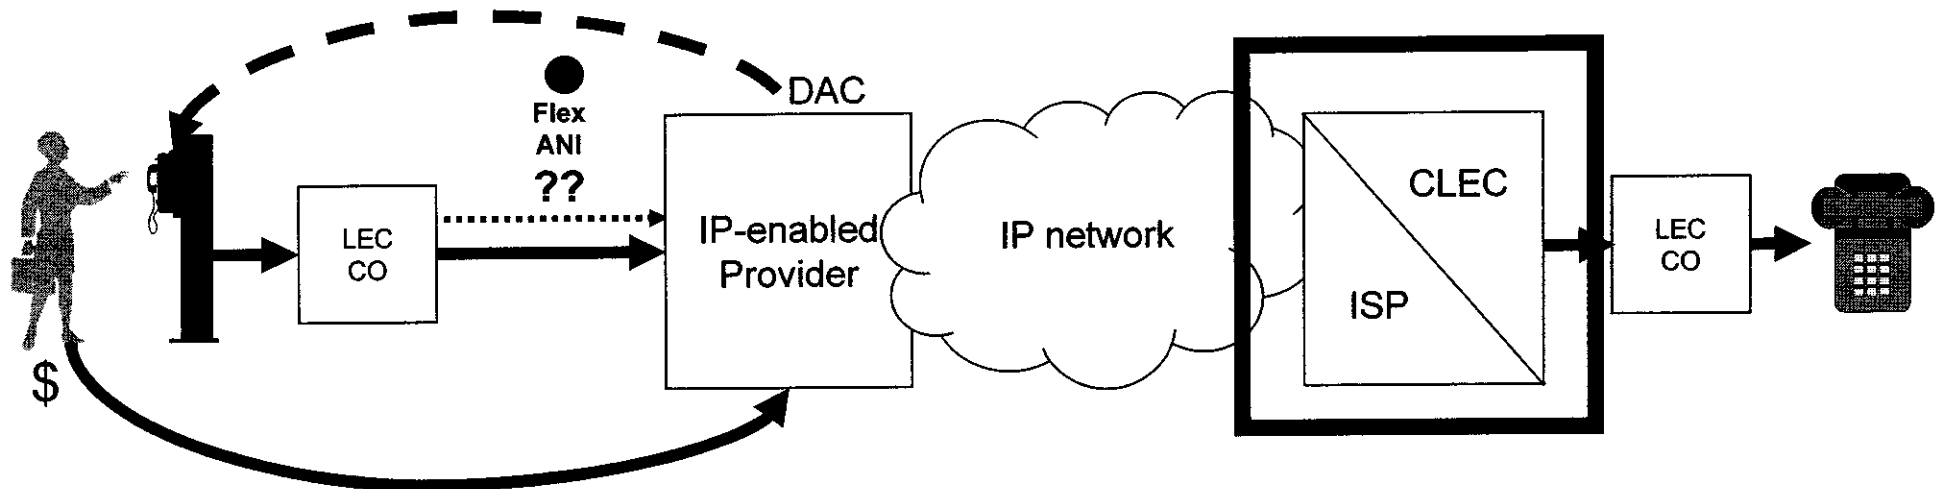 DAC
Flex
ANI
??
LEC
CO
IP-enabled
Provider
IP network
CLEC
ISP
LEC
CO
$